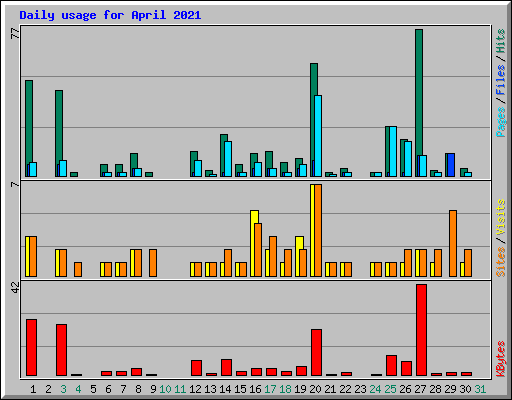 Daily usage for April 2021
77
7
42
Pages / Files / Hits
Sites / Visits
KBytes
1 2 3 4 5 6 7 8 9 10 11 12 13 14 15 16 17 18 19 20 21 22 23 24 25 26 27 28 29 30 31